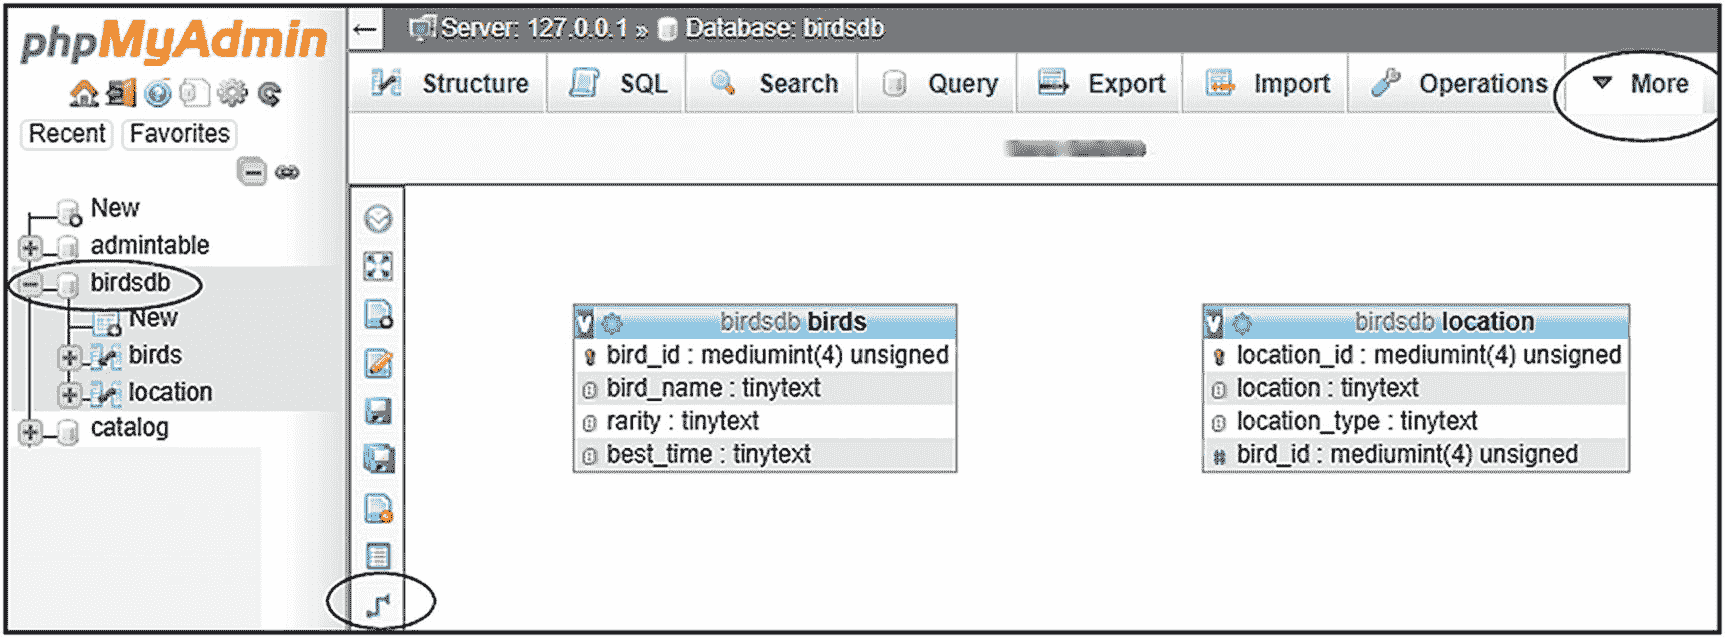 phpMyAdmin
Server: 127.0.0.1 » Database: birdsdb
Structure SQL Search Query Export Import Operations More
Recent Favorites
New
admintable
birdsdb
New
birds
location
catalog
V birdsdb birds
bird_id : mediumint(4) unsigned
bird_name : tinytext
rarity : tinytext
best_time : tinytext
V birdsdb location
location_id : mediumint(4) unsigned
location : tinytext
location_type : tinytext
bird_id : mediumint(4) unsigned